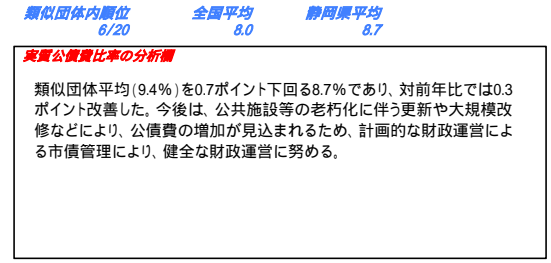 類似団体内順位 全国平均 静岡県平均
6/20 8.0 8.7
実質公債費比率の分析欄
類似団体平均(9.4%)を0.7ポイント下回る8.7%であり、対前年比では0.3
ポイント改善した。今後は、公共施設等の老朽化に伴う更新や大規模改
修などにより、公債費の増加が見込まれるため、計画的な財政運営によ
る市債管理により、健全な財政運営に努める。